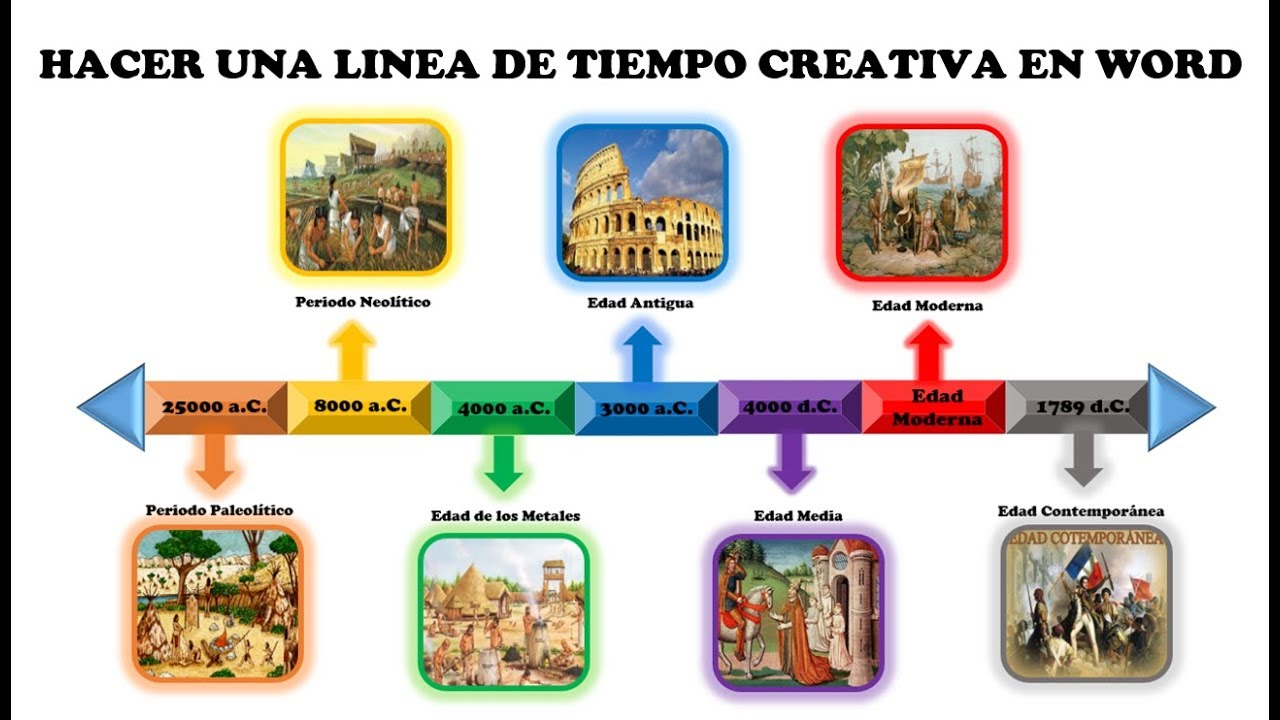 HACER UNA LINEA DE TIEMPO CREATIVA EN WORD
Periodo Neolítico
Edad Antigua
Edad Moderna
25000 a.C.
8000 a.C.
4000 a.C.
3000 a.C.
4000 d.C.
Edad
Moderna
1789 d.C.
Periodo Paleolítico
Edad de los Metales
Edad Media
Edad Contemporánea
EDAD COTEMPORÁNEA